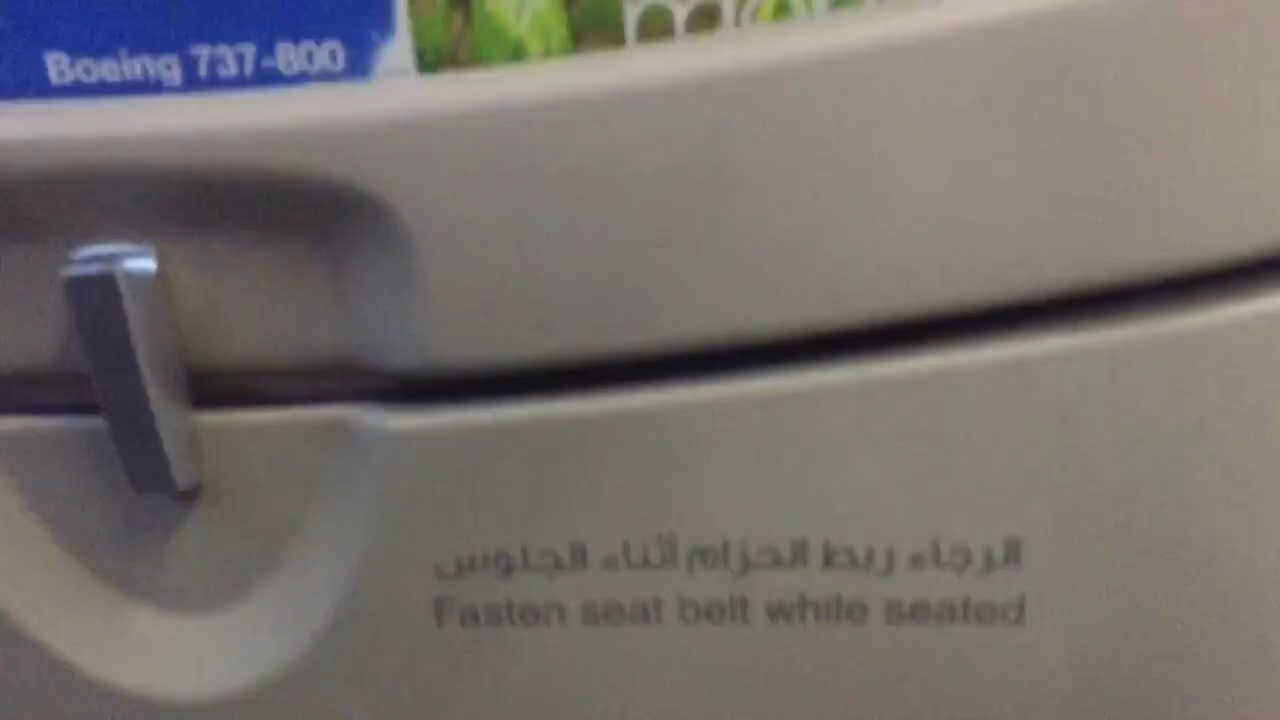 Boeing 737-800
الرجاء ربط الحزام أثناء الجلوس
Fasten seat belt while seated